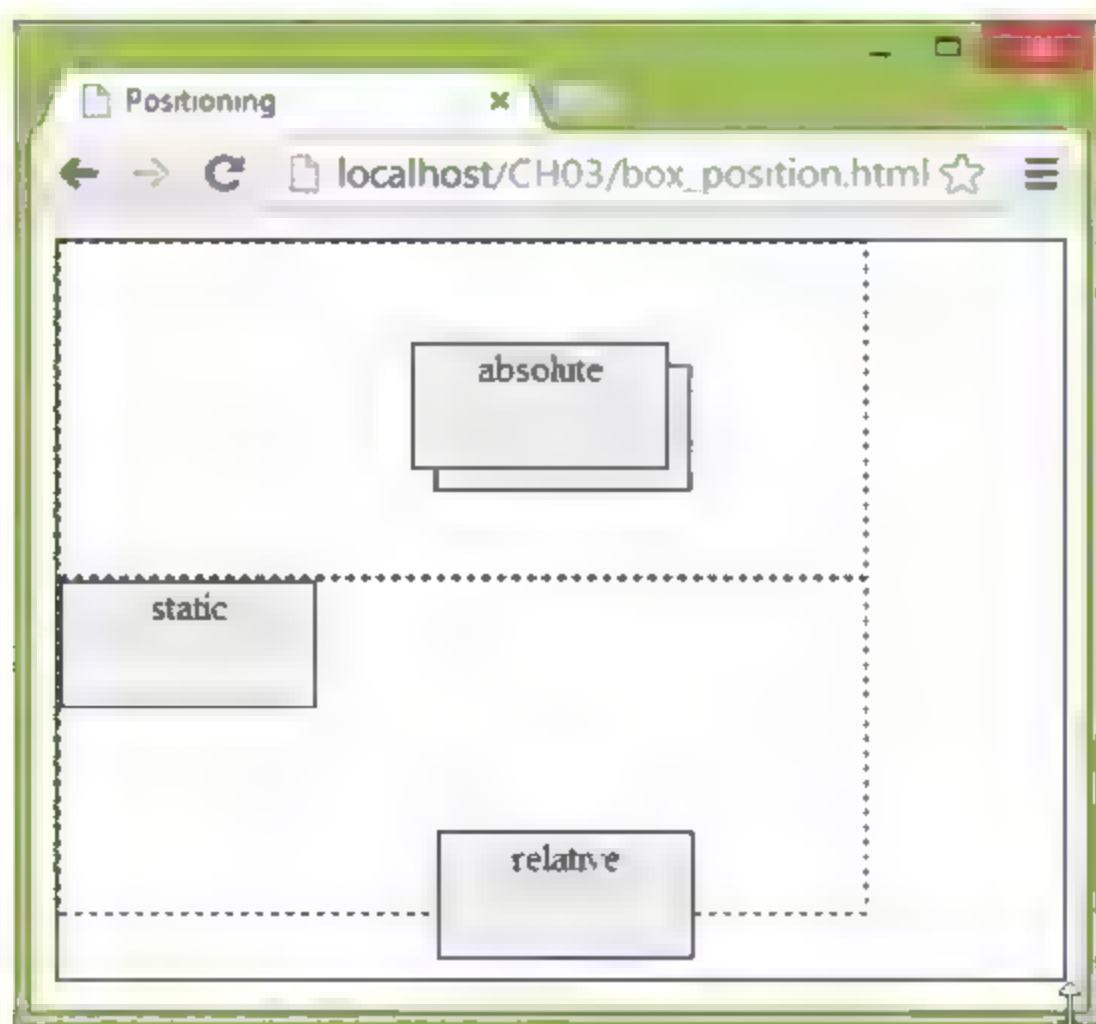 Positioning
localhost/CH03/box_position.html
absolute
static
relative